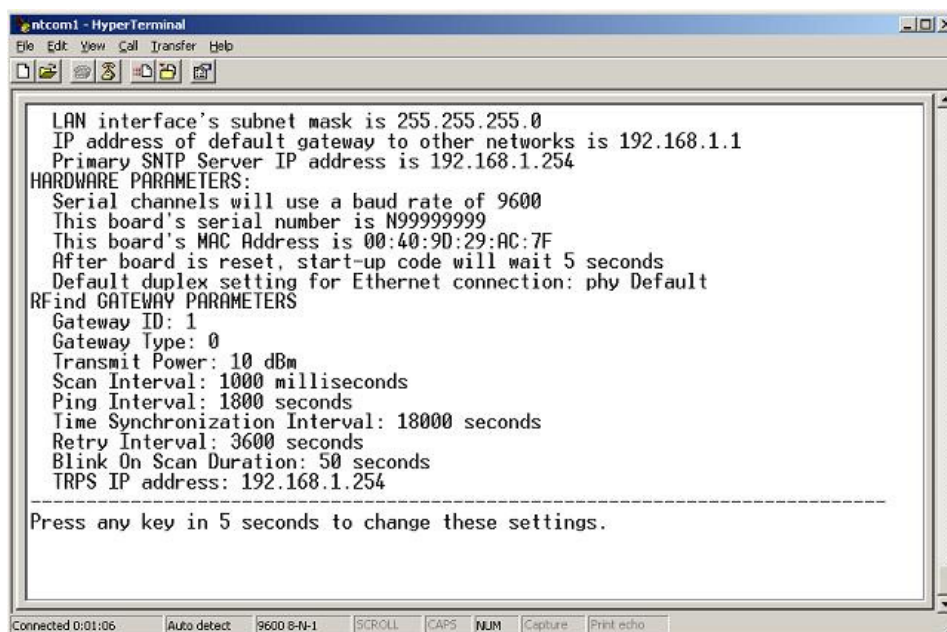 ntcom1 - HyperTerminal
File Edit View Call Transfer Help
LAN interface's subnet mask is 255.255.255.0
IP address of default gateway to other networks is 192.168.1.1
Primary SNTP Server IP address is 192.168.1.254
HARDWARE PARAMETERS:
Serial channels will use a baud rate of 9600
This board's serial number is N99999999
This board's MAC Address is 00:40:9D:29:AC:7F
After board is reset, start-up code will wait 5 seconds
Default duplex setting for Ethernet connection: phy Default
RFind GATEWAY PARAMETERS
Gateway ID: 1
Gateway Type: 0
Transmit Power: 10 dBm
Scan Interval: 1000 milliseconds
Ping Interval: 1800 seconds
Time Synchronization Interval: 18000 seconds
Retry Interval: 3600 seconds
Blink On Scan Duration: 50 seconds
TRPS IP address: 192.168.1.254
--------------------------------------------------------------------------------
Press any key in 5 seconds to change these settings.
Connected 0:01:06 Auto detect 9600 8-N-1 SCROLL CAPS NUM Capture Print echo